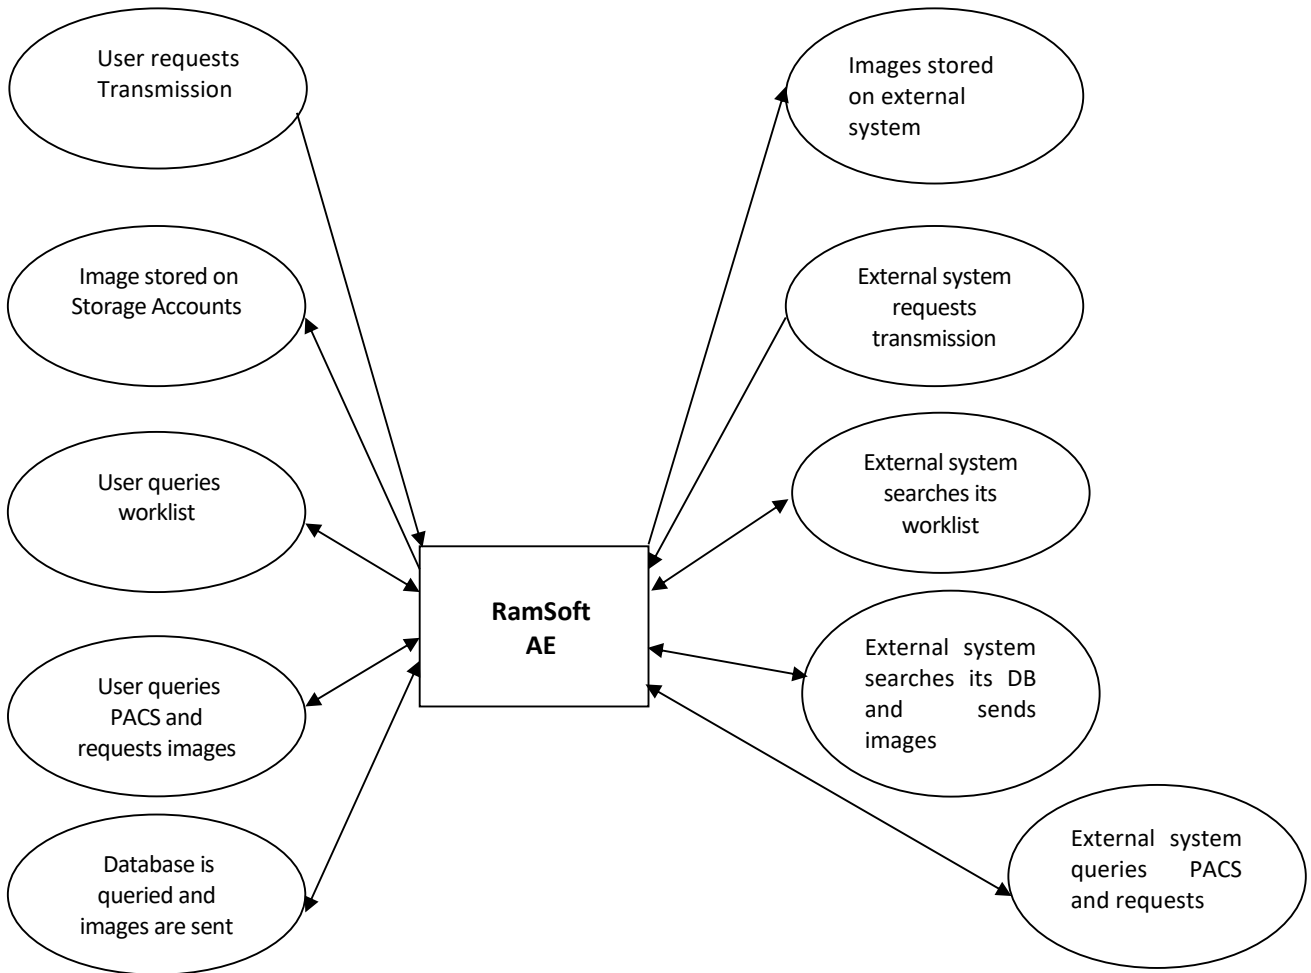 User requests
Transmission
Image stored on
Storage Accounts
User queries
worklist
User queries
PACS and
requests images
Database is
queried and
images are sent
RamSoft
AE
Images stored
on external
system
External system
requests
transmission
External system
searches its
worklist
External system
searches its DB
and sends
images
External system
queries PACS
and requests